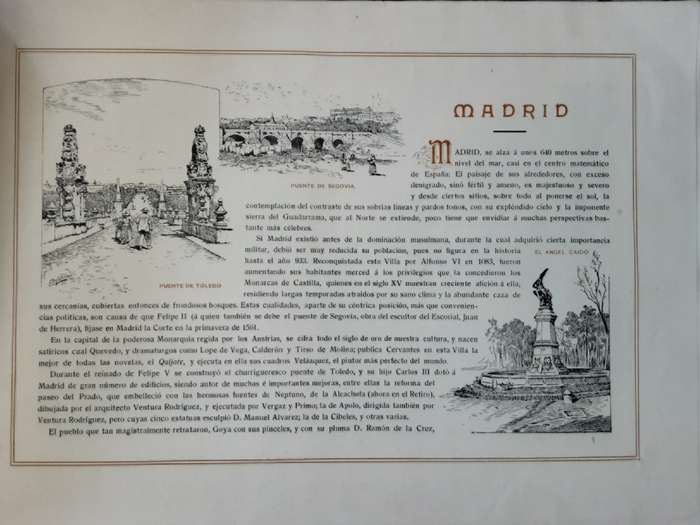 MADRID
PUENTE DE SEGOVIA
PUENTE DE TOLEDO
EL ANGEL CAIDO
MADRID, se alza á unos 640 metros sobre el
nivel del mar, casi en el centro matemático
de España; El paisaje de sus alrededores, con exceso
denigrado, sinó fértil y ameno, es majestuoso y severo
y desde ciertos sitios, sobre todo al ponerse el sol, la
contemplación del contraste de sus sobrias líneas y pardos tonos, con su expléndido cielo y la imponente
sierra del Guadarrama, que al Norte se extiende, poco tiene que envidiar á muchas perspectivas bas-
tante más célebres.
Si Madrid existió antes de la dominación musulmana, durante la cual adquirió cierta importancia
militar, debió ser muy reducida su población, pues no figura en la historia
hasta el año 933. Reconquistada esta Villa por Alfonso VI en 1083, fueron
aumentando sus habitantes merced á los privilegios que la concedieron los
Monarcas de Castilla, quienes en el siglo XV muestran creciente afición á ella;
residiendo largas temporadas atraídos por su sano clima y la abundante caza de
sus cercanías, cubiertas entonces de frondosos bosques. Estas cualidades, aparte de su céntrica posición, más que convenien-
cias políticas, son causa de que Felipe II (á quien también se debe el puente de Segovia, obra del escultor del Escorial, Juan
de Herrera), fijase en Madrid la Corte en la primavera de 1561.
En la capital de la poderosa Monarquía regida por los Austrias, se cifra todo el siglo de oro de nuestra cultura, y nacen
satíricos cual Quevedo, y dramaturgos como Lope de Vega, Calderón y Tirso de Molina; publica Cervantes en esta Villa la
mejor de todas las novelas, el Quijote, y ejecuta en ella sus cuadros Velásquez, el pintor más perfecto del mundo.
Durante el reinado de Felipe V se construyó el churrigueresco puente de Toledo, y su hijo Carlos III dotó á
Madrid de gran número de edificios, siendo autor de muchas é importantes mejoras, entre ellas la reforma del
paseo del Prado, que embelleció con las hermosas fuentes de Neptuno, de la Alcachofa (ahora en el Retiro),
dibujada por el arquitecto Ventura Rodríguez, y ejecutada por Vergaz y Primo; la de Apolo, dirigida también por
Ventura Rodríguez, pero cuyas cinco estatuas esculpió D. Manuel Alvarez; la de la Cibeles, y otras varias.
El pueblo que tan magistralmente retrataron, Goya con sus pinceles, y con su pluma D. Ramón de la Cruz,